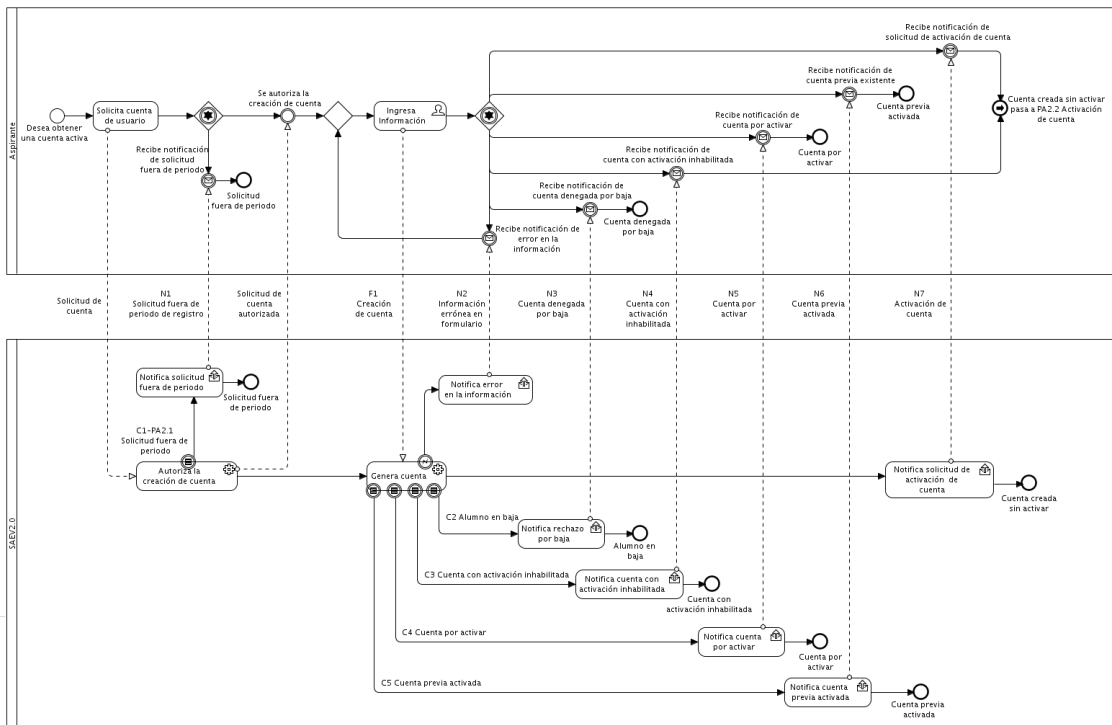 Aspirante
Desea obtener
una cuenta activa
Solicita cuenta
de usuario
Recibe notificación
de solicitud
fuera de periodo
Solicitud
fuera de periodo
Se autoriza la
creación de cuenta
Ingresa
Información
Recibe notificación de
solicitud de activación de cuenta
Recibe notificación de
cuenta previa existente
Cuenta previa
activada
Recibe notificación de
cuenta por activar
Cuenta por
activar
Recibe notificación de
cuenta con activación inhabilitada
Recibe notificación de
cuenta denegada por baja
Cuenta denegada
por baja
Recibe notificación de
error en la
información
Cuenta creada sin activar
pasa a PA2.2 Activación
de cuenta
Solicitud de
cuenta
N1
Solicitud fuera de
periodo de registro
Solicitud de
cuenta
autorizada
F1
Creación
de cuenta
N2
Información
errónea en
formulario
N3
Cuenta denegada
por baja
N4
Cuenta con
activación
inhabilitada
N5
Cuenta por
activar
N6
Cuenta previa
activada
N7
Activación de
cuenta
SAEV2.0
Notifica solicitud
fuera de periodo
Solicitud fuera
de periodo
C1-PA2.1
Solicitud fuera de
periodo
Autoriza la
creación de cuenta
Notifica error
en la información
Genera cuenta
Notifica solicitud de
activación de
cuenta
Cuenta creada
sin activar
C2 Alumno en baja
Notifica rechazo
por baja
Alumno en
baja
C3 Cuenta con activación inhabilitada
Notifica cuenta con
activación inhabilitada
Cuenta con
activación inhabilitada
C4 Cuenta por activar
Notifica cuenta
por activar
Cuenta por
activar
C5 Cuenta previa activada
Notifica cuenta
previa activada
Cuenta previa
activada